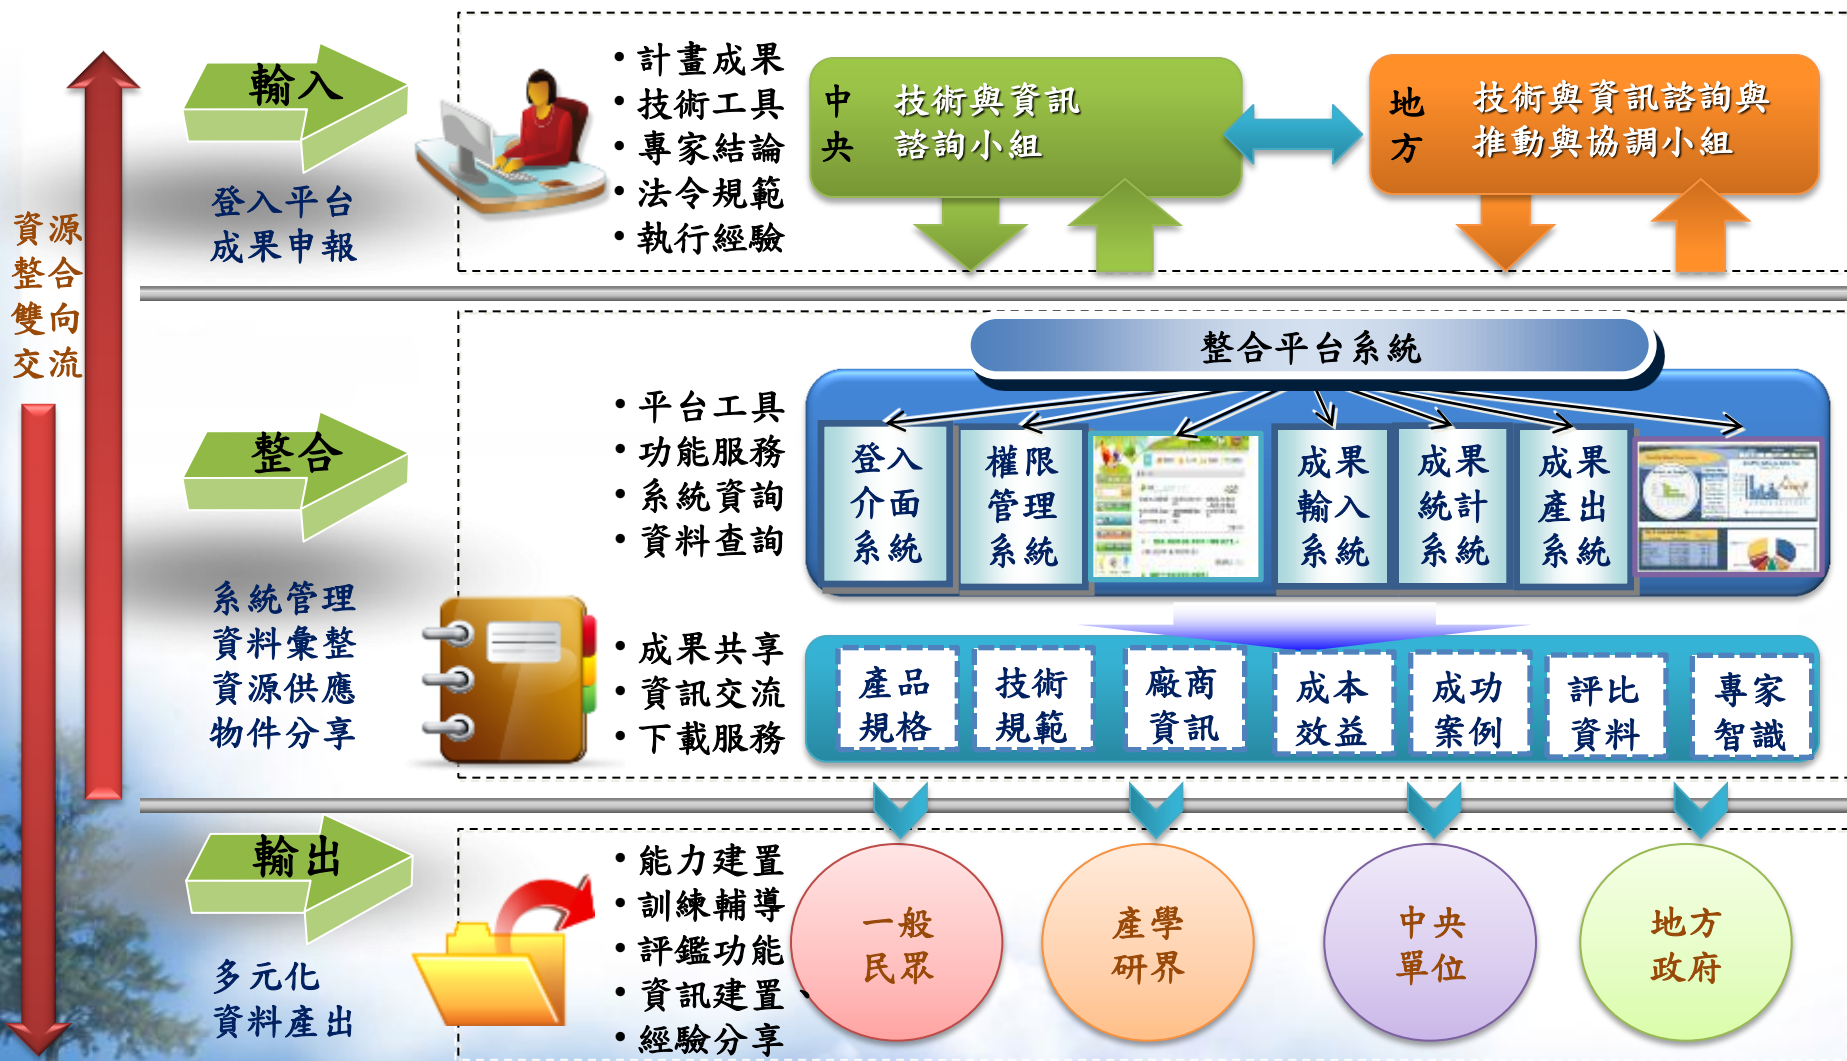 資源
整合
雙向
交流
輸入
登入平台
成果申報
•計畫成果
•技術工具
•專家結論
•法令規範
•執行經驗
中央
技術與資訊
諮詢小組
地方
技術與資訊諮詢與
推動與協調小組
整合
系統管理
資料彙整
資源供應
物件分享
•平台工具
•功能服務
•系統資詢
•資料查詢
•成果共享
•資訊交流
•下載服務
整合平台系統
登入
介面
系統
權限
管理
系統
成果
輸入
系統
成果
統計
系統
成果
產出
系統
產品
規格
技術
規範
廠商
資訊
成本
效益
成功
案例
評比
資料
專家
智識
輸出
多元化
資料產出
•能力建置
•訓練輔導
•評鑑功能
•資訊建置、
•經驗分享
一般
民眾
產學
研界
中央
單位
地方
政府